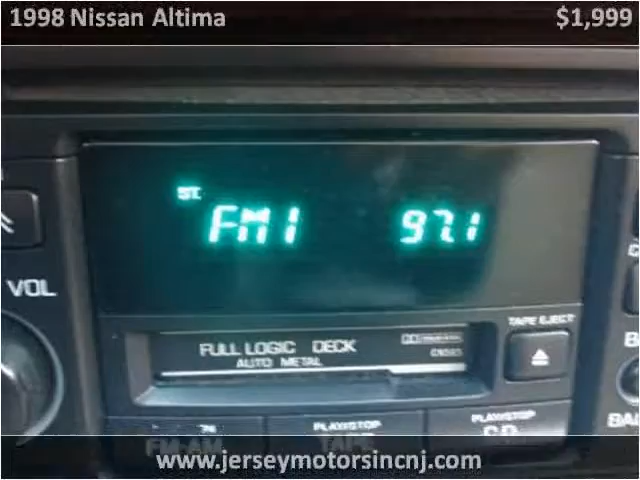 1998 Nissan Altima $1,999
ST.
FM1 97.1
VOL
TAPE EJECT
FULL LOGIC DECK
AUTO METAL
PLAY/STOP PLAY/STOP
FM·AM TAPE CD
www.jerseymotorsincnj.com